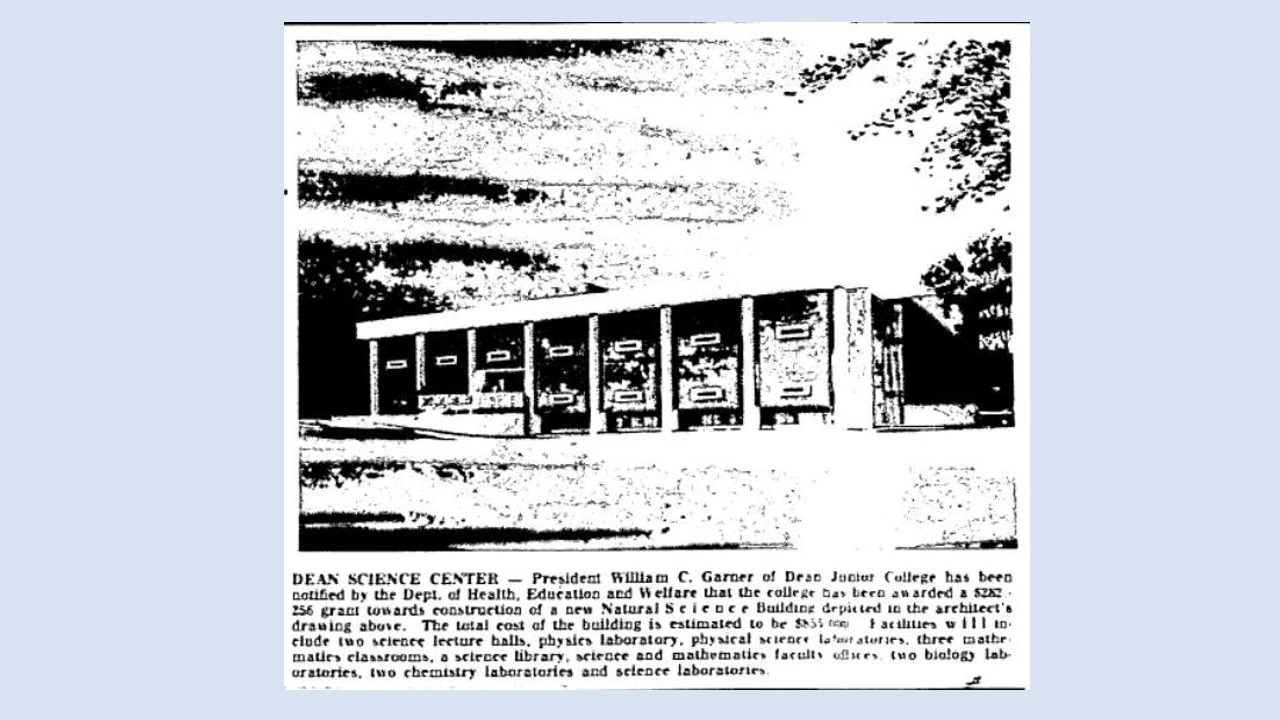 DEAN SCIENCE CENTER — President William C. Garner of Dean Junior College has been
notified by the Dept. of Health, Education and Welfare that the college has been awarded a $282,-
256 grant towards construction of a new Natural S c i e n c e Building depicted in the architect's
drawing above. The total cost of the building is estimated to be Facilities w i l l in-
clude two science lecture halls, physics laboratory, physical science laboratories, three mathe-
matics classrooms, a science library, science and mathematics faculty offices, two biology lab-
oratories, two chemistry laboratories and science laboratories.